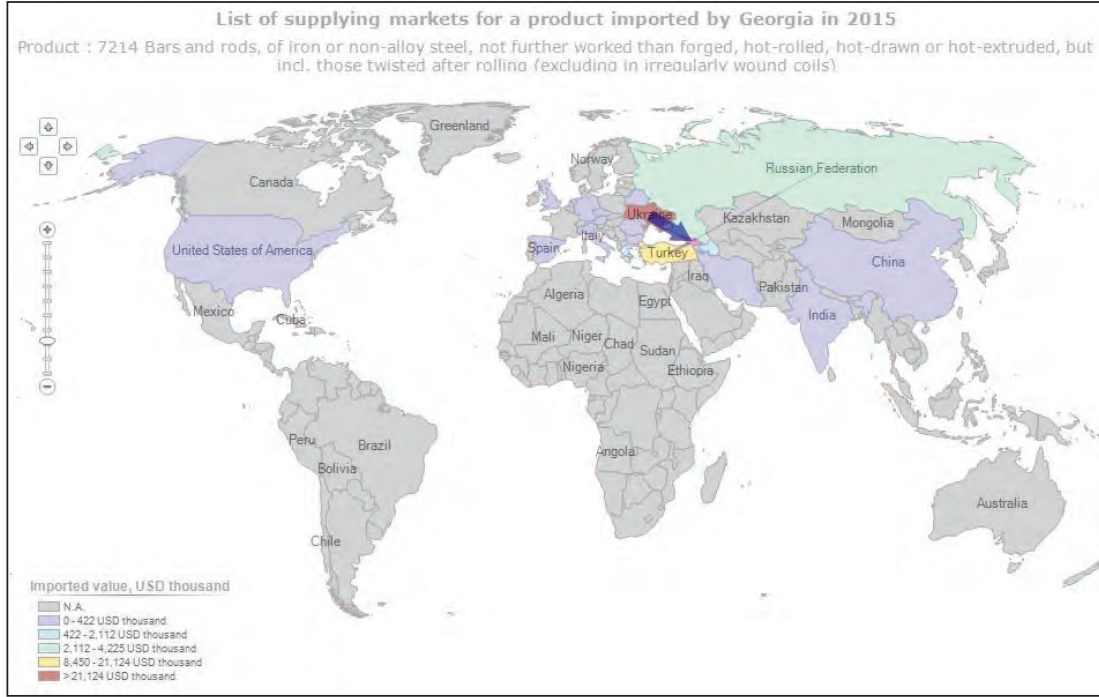 List of supplying markets for a product imported by Georgia in 2015
Product : 7214 Bars and rods, of iron or non-alloy steel, not further worked than forged, hot-rolled, hot-drawn or hot-extruded, but
incl. those twisted after rolling (excluding in irregularly wound coils)
Greenland
Norway
Russian Federation
Canada
Ukraine
Kazakhstan
Mongolia
United States of America
Spain
Italy
Turkey
China
Iraq
Pakistan
Mexico
Cuba
Algeria
Egypt
India
Mali
Niger
Chad
Sudan
Nigeria
Ethiopia
Peru
Brazil
Angola
Bolivia
Australia
Chile
Imported value, USD thousand
N.A.
0 - 422 USD thousand
422 - 2,112 USD thousand
2,112 - 4,225 USD thousand
8,450 - 21,124 USD thousand
> 21,124 USD thousand